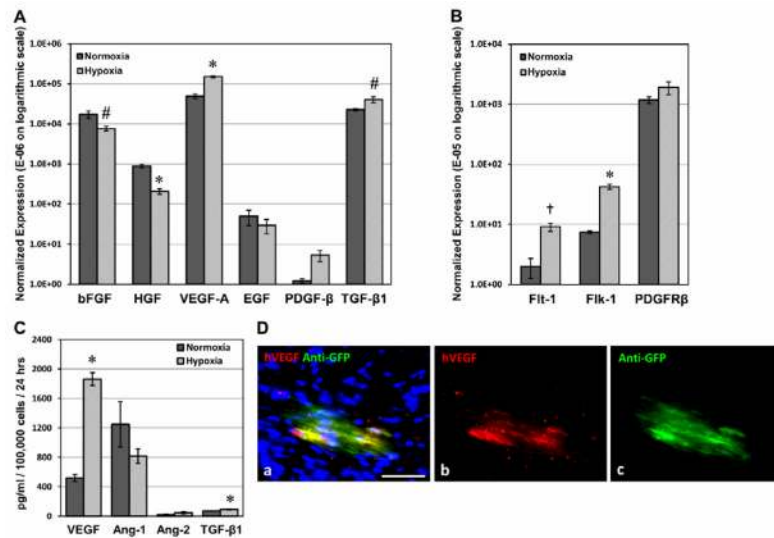 A
Normalized Expression (E-06 on logarithmic scale)
1.0E+06
1.0E+05
1.0E+04
1.0E+03
1.0E+02
1.0E+01
1.0E+00
Normoxia
Hypoxia
#
*
*
#
bFGF HGF VEGF-A EGF PDGF-β TGF-β1
B
Normalized Expression (E-05 on logarithmic scale)
1.0E+04
1.0E+03
1.0E+02
1.0E+01
1.0E+00
Normoxia
Hypoxia
†
*
Flt-1 Flk-1 PDGFRβ
C
pg/ml / 100,000 cells / 24 hrs
2400
2000
1600
1200
800
400
0
Normoxia
Hypoxia
*
*
VEGF Ang-1 Ang-2 TGF-β1
D
hVEGF Anti-GFP
a
hVEGF
b
Anti-GFP
c